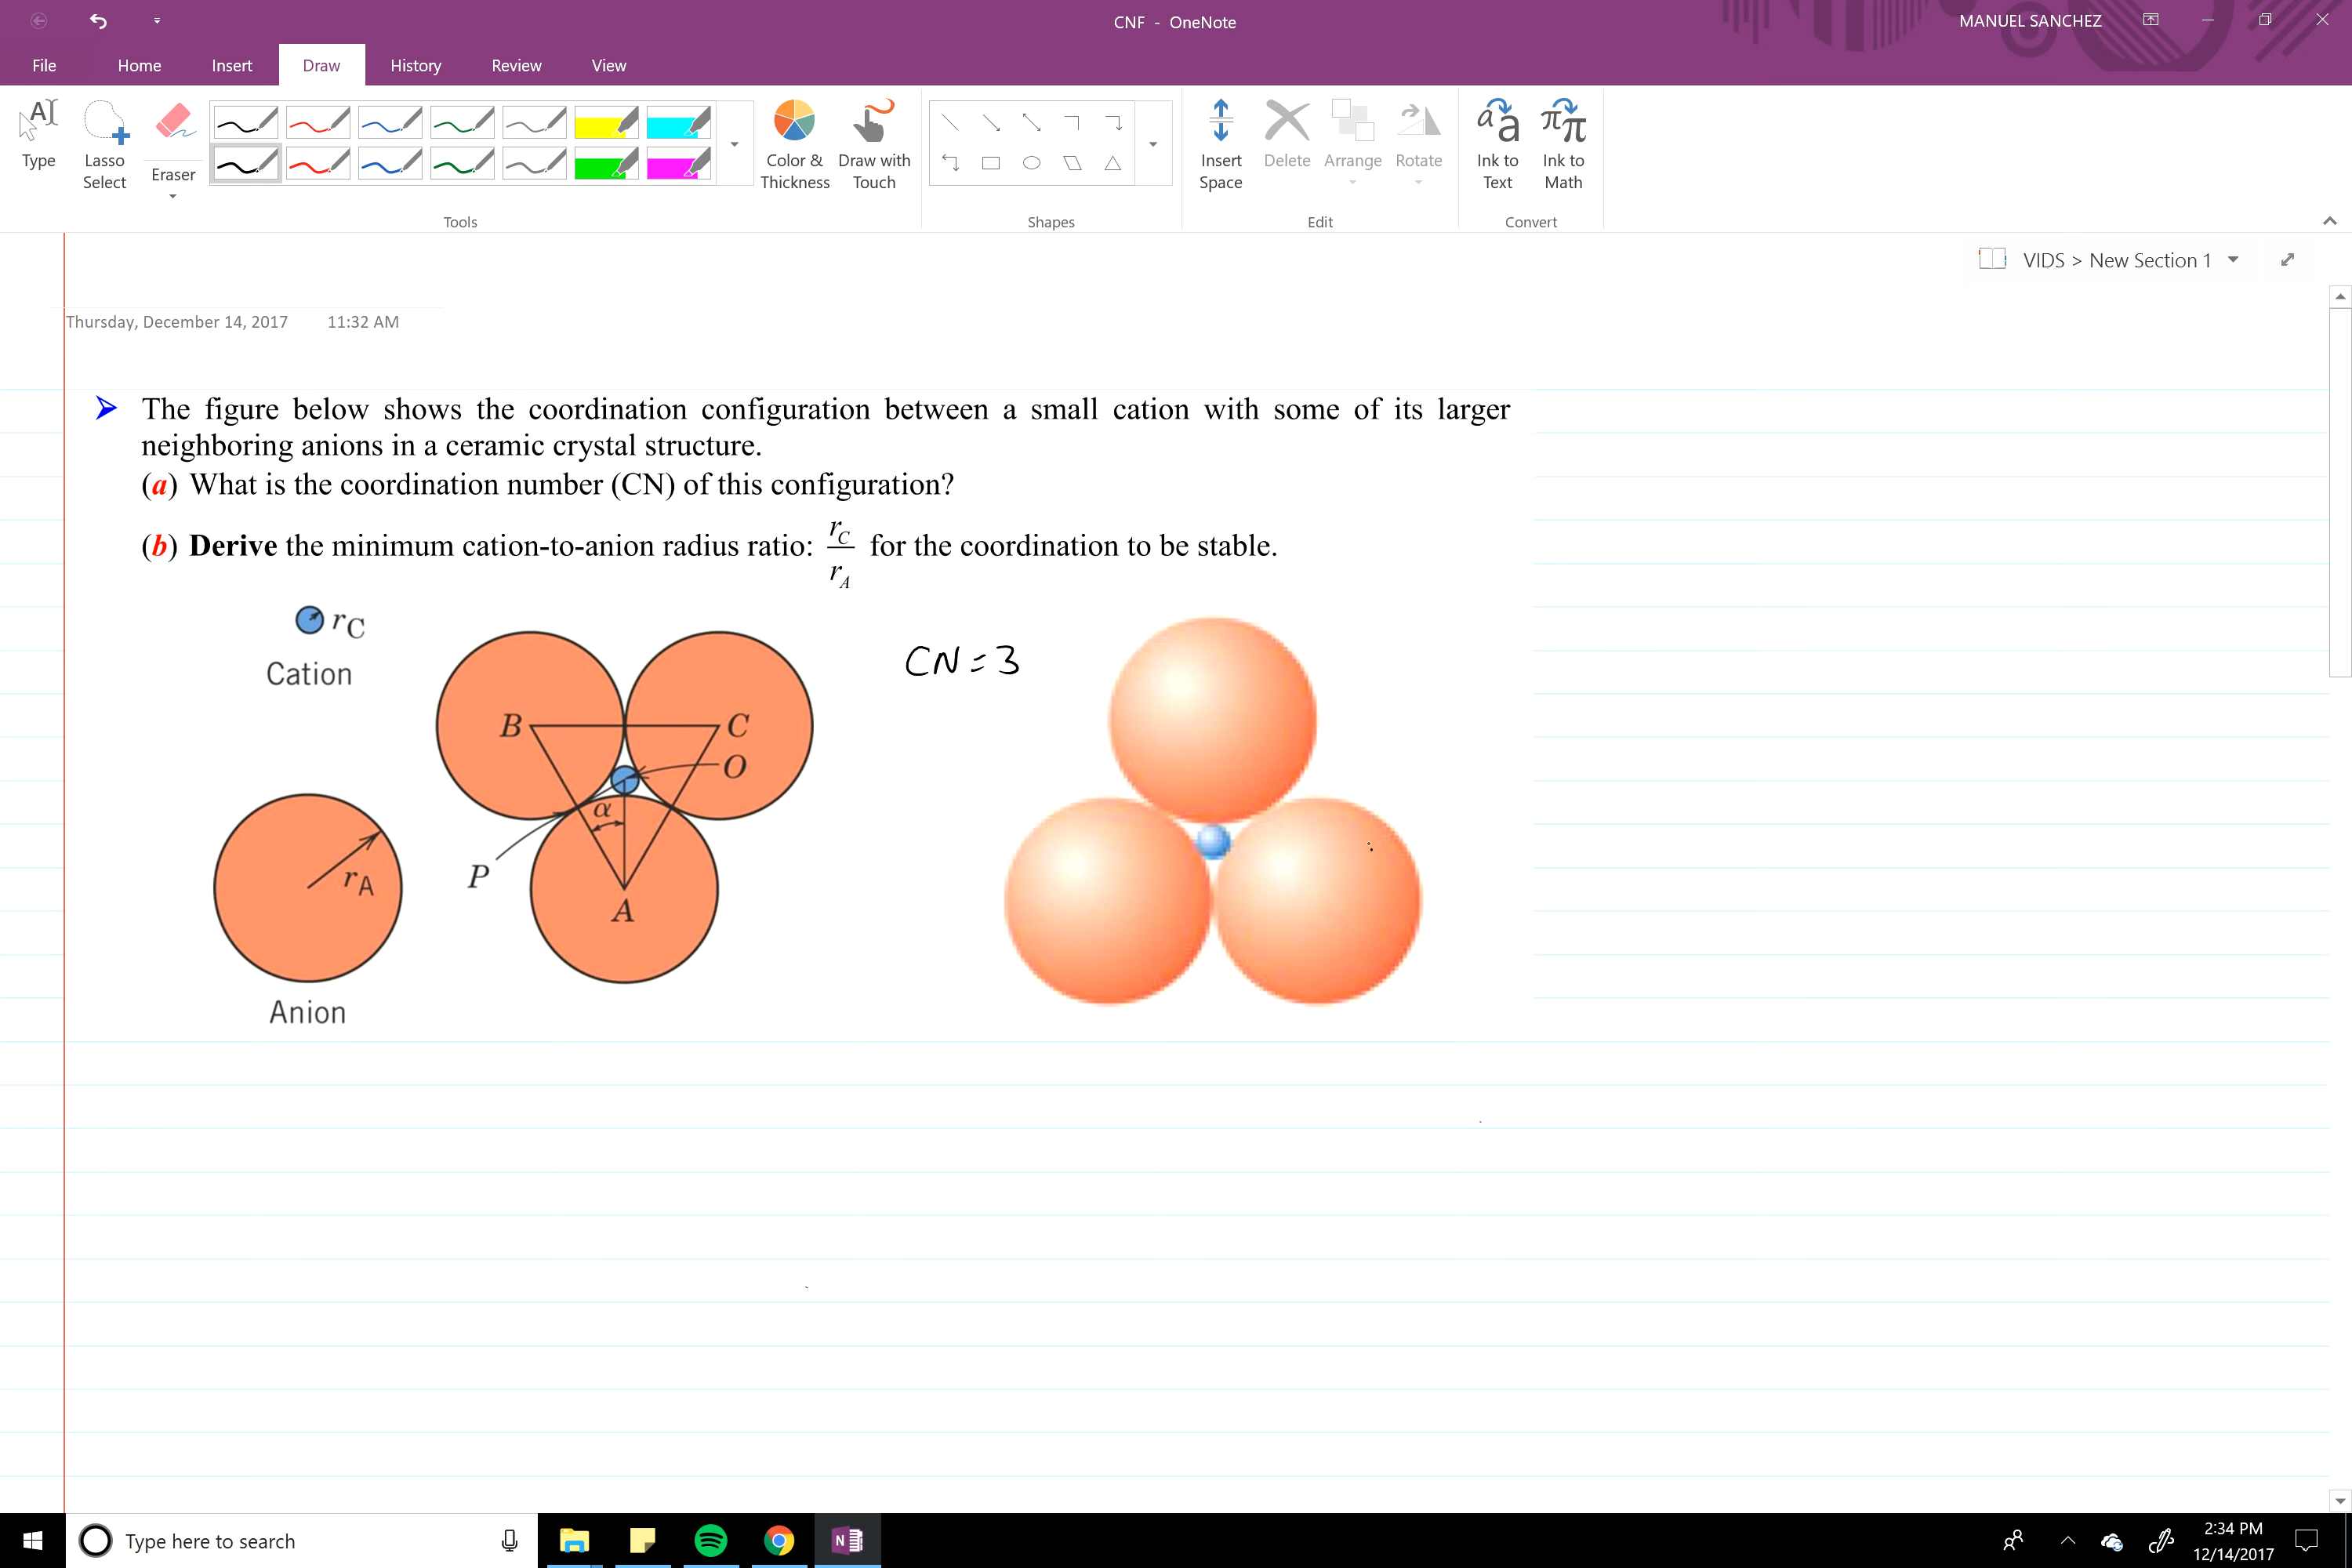 CNF - OneNote
MANUEL SANCHEZ
File Home Insert Draw History Review View
Type
Lasso Select
Eraser
Color & Thickness
Draw with Touch
Insert Space
Delete
Arrange
Rotate
Ink to Text
Ink to Math
Tools
Shapes
Edit
Convert
VIDS > New Section 1
Thursday, December 14, 2017 11:32 AM
The figure below shows the coordination configuration between a small cation with some of its larger
neighboring anions in a ceramic crystal structure.
(a) What is the coordination number (CN) of this configuration?
(b) Derive the minimum cation-to-anion radius ratio: r_C / r_A for the coordination to be stable.
r_C
Cation
CN = 3
B
C
O
α
P
r_A
A
Anion
Type here to search
N
2:34 PM
12/14/2017